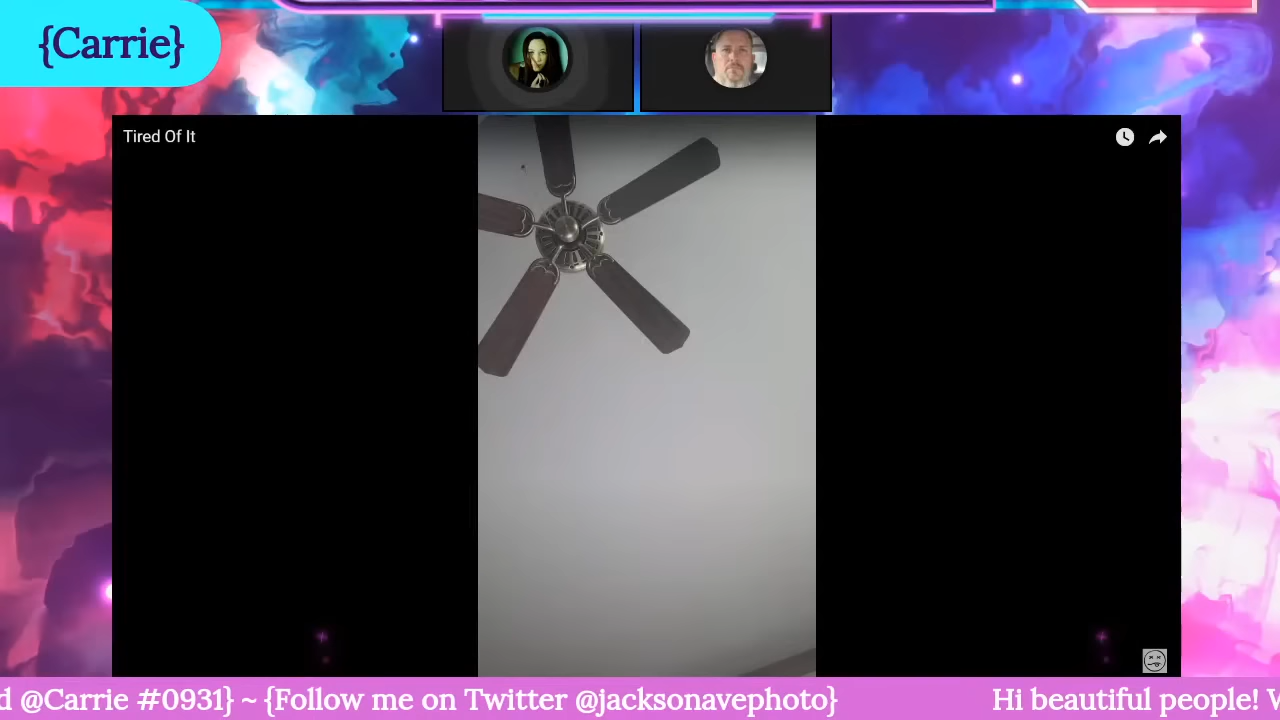 {Carrie}
Tired Of It
d @Carrie #0931} ~ {Follow me on Twitter @jacksonavephoto}
Hi beautiful people! W